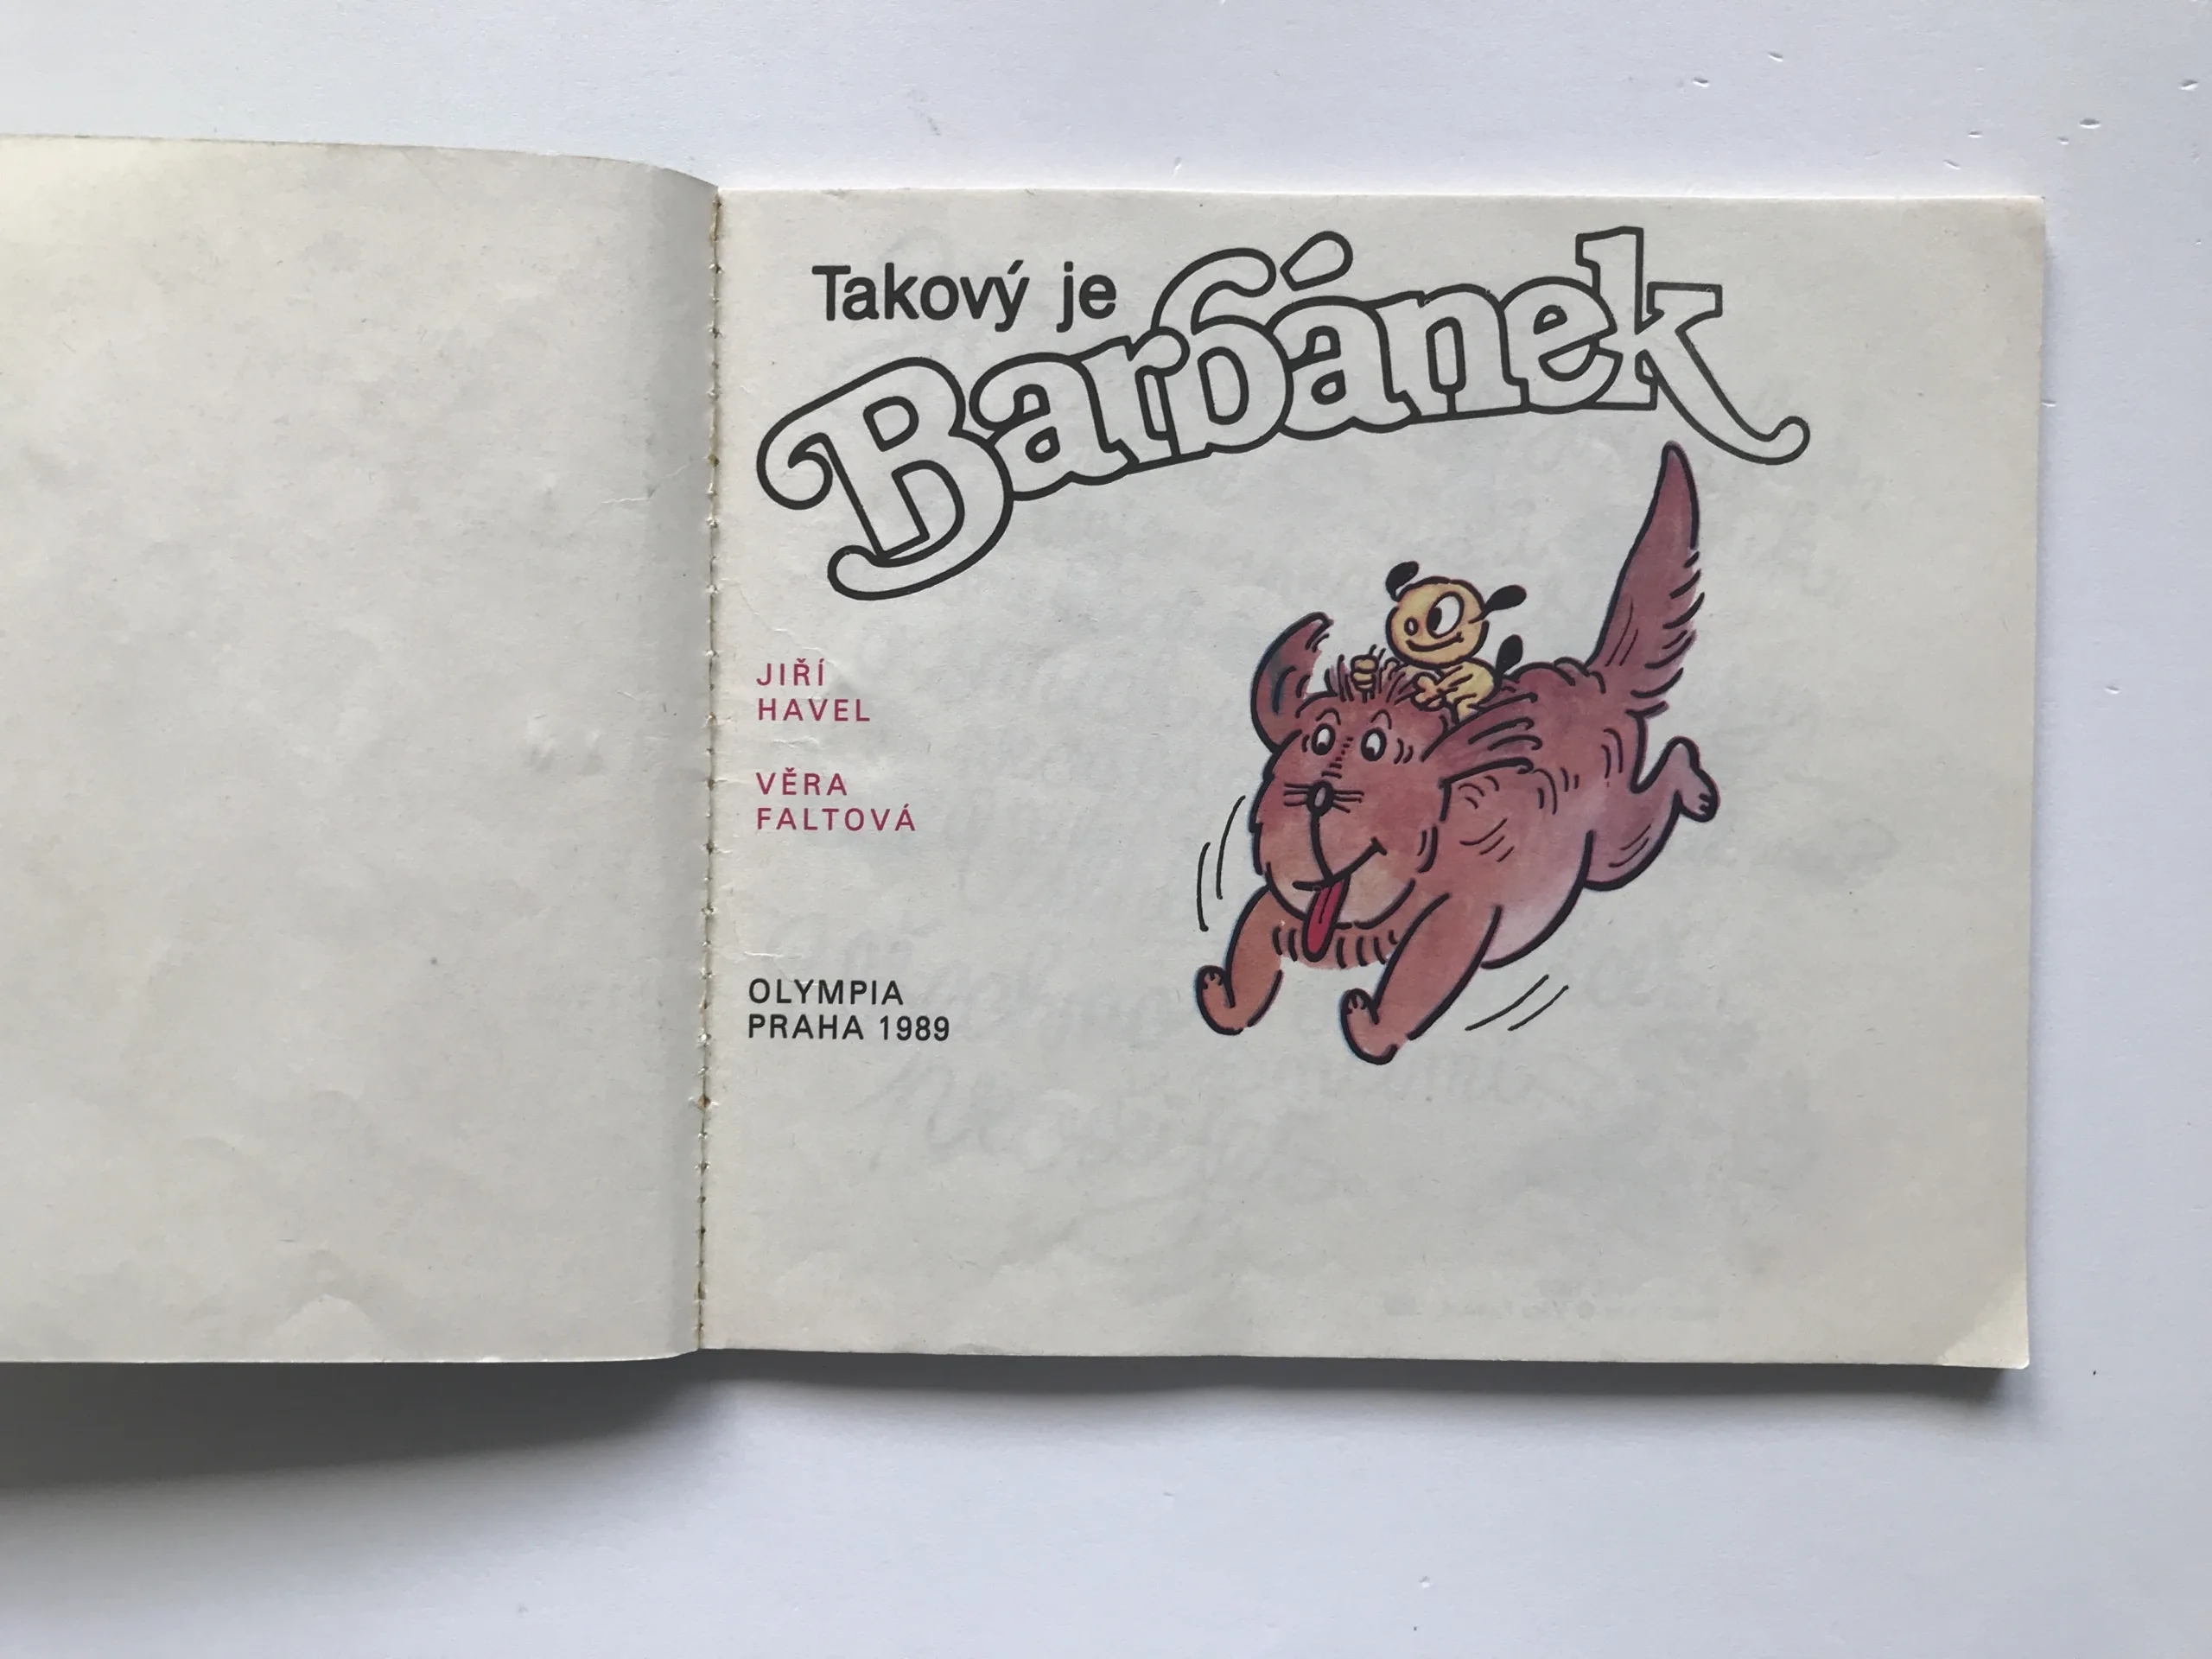 Takový je
Barbánek
JIŘÍ
HAVEL
VĚRA
FALTOVÁ
OLYMPIA
PRAHA 1989